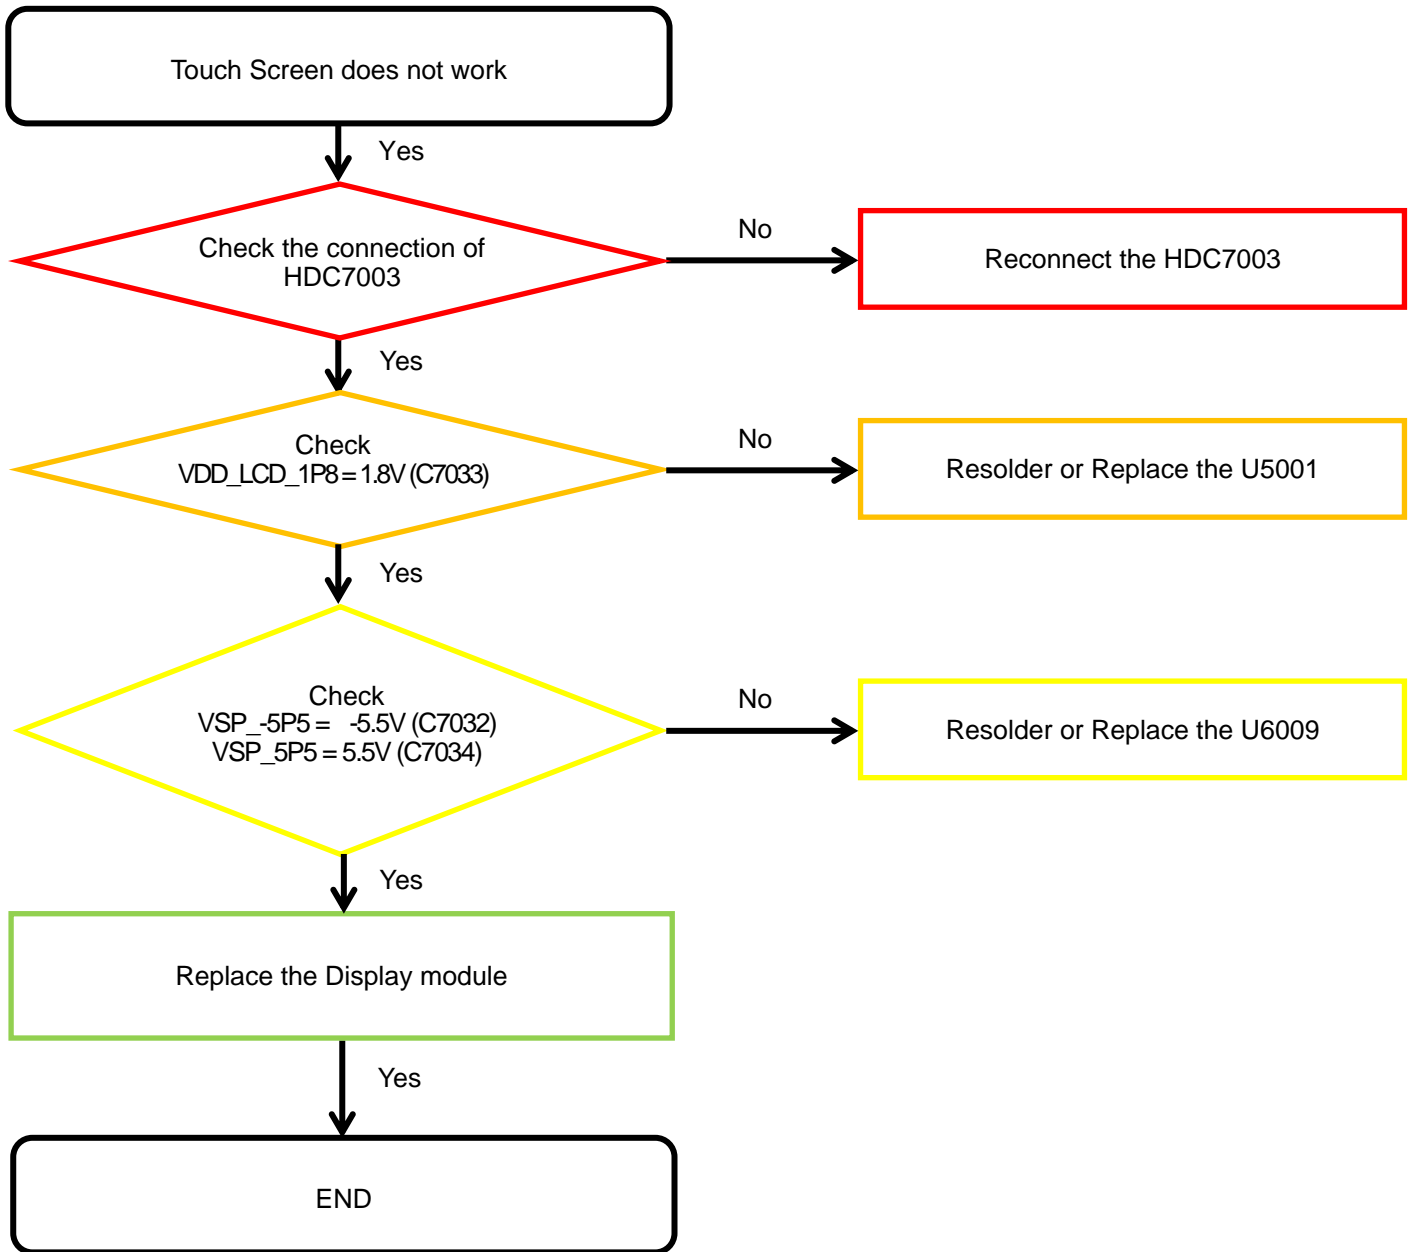 Touch Screen does not work
Yes
Check the connection of
HDC7003
No
Reconnect the HDC7003
Yes
Check
VDD_LCD_1P8 = 1.8V (C7033)
No
Resolder or Replace the U5001
Yes
Check
VSP_-5P5 = -5.5V (C7032)
VSP_5P5 = 5.5V (C7034)
No
Resolder or Replace the U6009
Yes
Replace the Display module
Yes
END